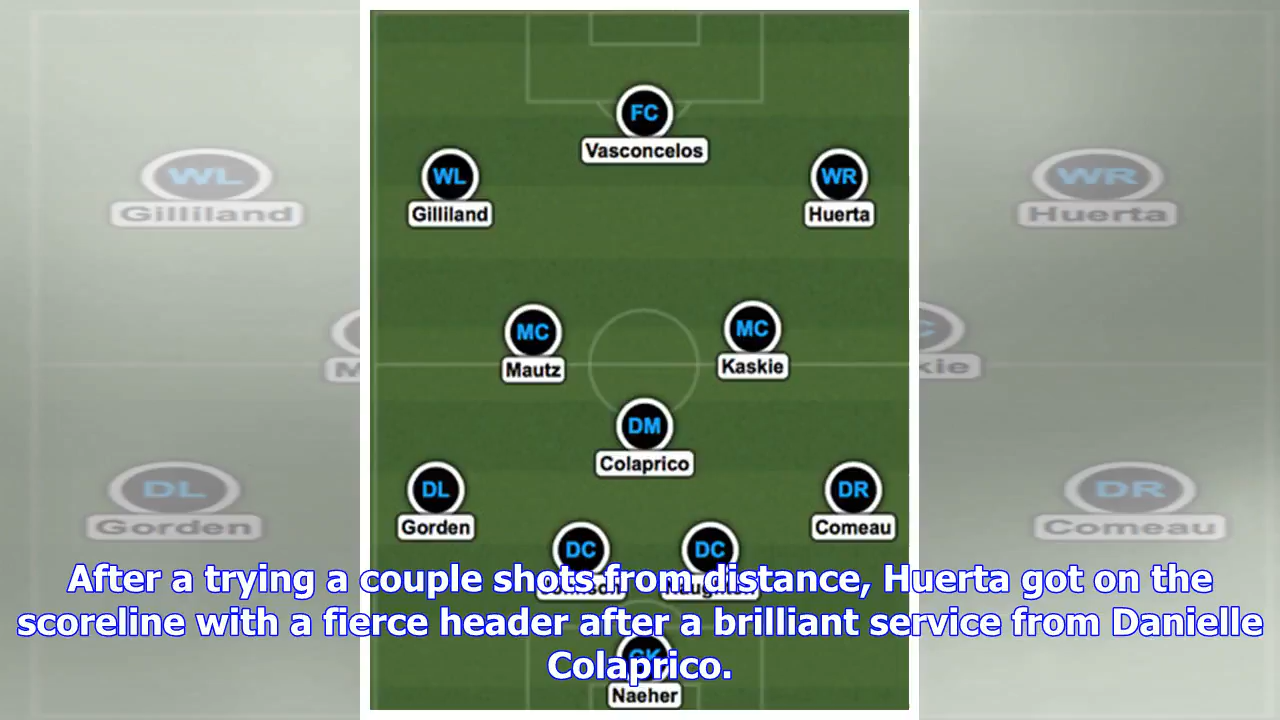 FC
Vasconcelos
WL
WR
Gilliland
Huerta
WL
WR
Gilliland
Huerta
MC
MC
Mautz
Kaskie
DM
Colaprico
DL
DR
Gorden
Comeau
DL
DR
Gorden
Comeau
DC
DC
After a trying a couple shots from distance, Huerta got on the
scoreline with a fierce header after a brilliant service from Danielle
Colaprico.
GK
Naeher